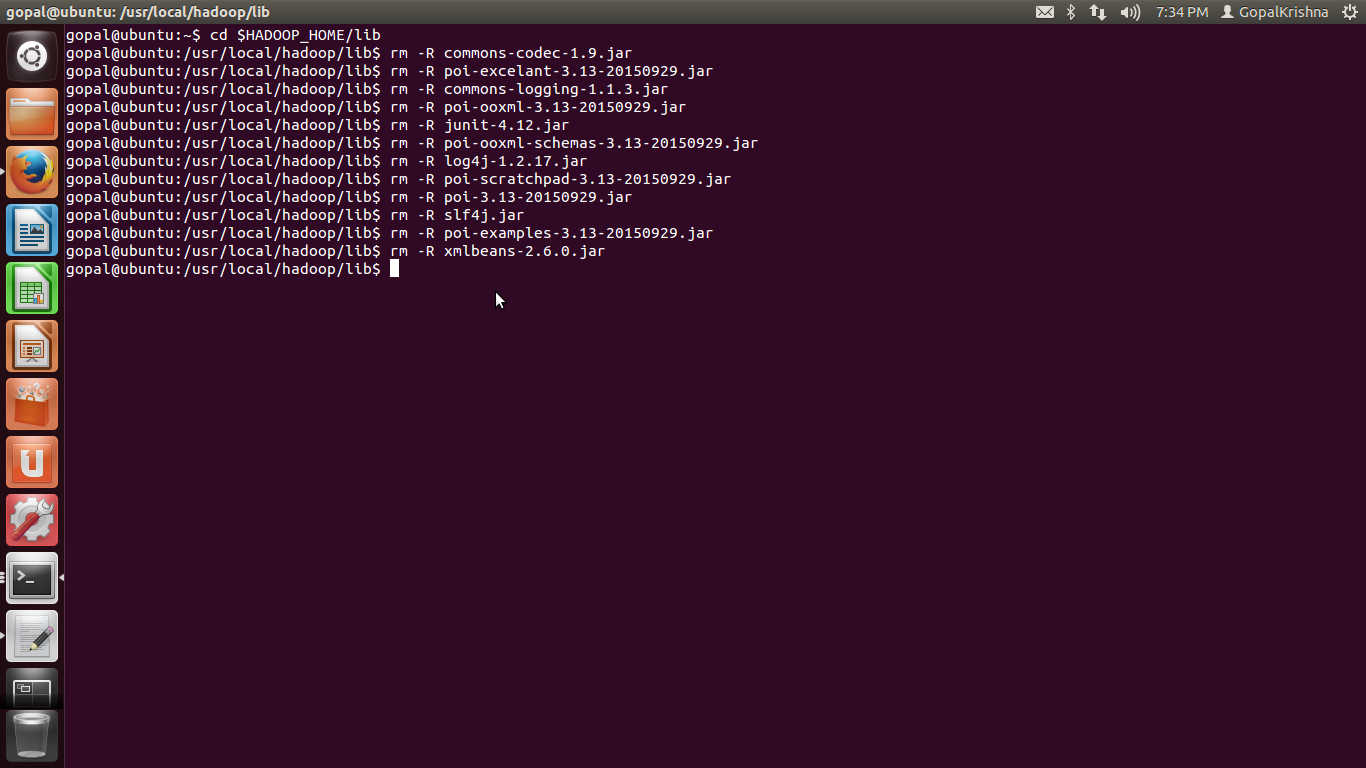 gopal@ubuntu: /usr/local/hadoop/lib
7:34 PM
GopalKrishna
gopal@ubuntu:~$ cd $HADOOP_HOME/lib
gopal@ubuntu:/usr/local/hadoop/lib$ rm -R commons-codec-1.9.jar
gopal@ubuntu:/usr/local/hadoop/lib$ rm -R poi-excelant-3.13-20150929.jar
gopal@ubuntu:/usr/local/hadoop/lib$ rm -R commons-logging-1.1.3.jar
gopal@ubuntu:/usr/local/hadoop/lib$ rm -R poi-ooxml-3.13-20150929.jar
gopal@ubuntu:/usr/local/hadoop/lib$ rm -R junit-4.12.jar
gopal@ubuntu:/usr/local/hadoop/lib$ rm -R poi-ooxml-schemas-3.13-20150929.jar
gopal@ubuntu:/usr/local/hadoop/lib$ rm -R log4j-1.2.17.jar
gopal@ubuntu:/usr/local/hadoop/lib$ rm -R poi-scratchpad-3.13-20150929.jar
gopal@ubuntu:/usr/local/hadoop/lib$ rm -R poi-3.13-20150929.jar
gopal@ubuntu:/usr/local/hadoop/lib$ rm -R slf4j.jar
gopal@ubuntu:/usr/local/hadoop/lib$ rm -R poi-examples-3.13-20150929.jar
gopal@ubuntu:/usr/local/hadoop/lib$ rm -R xmlbeans-2.6.0.jar
gopal@ubuntu:/usr/local/hadoop/lib$